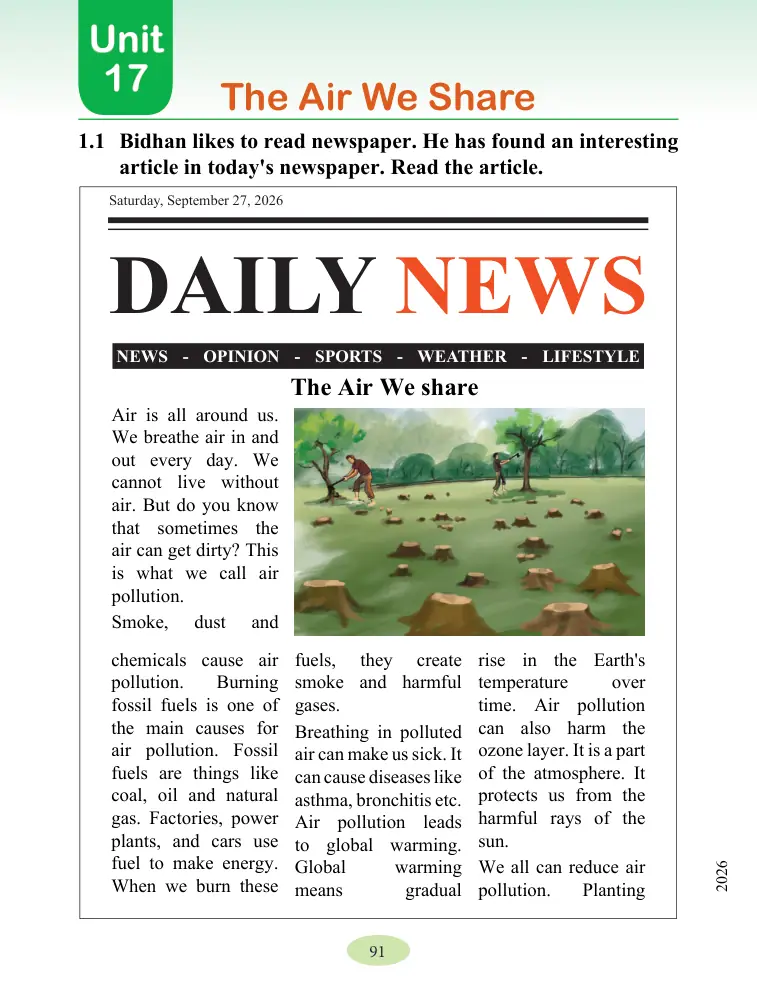 Unit
17
The Air We Share
1.1 Bidhan likes to read newspaper. He has found an interesting
article in today's newspaper. Read the article.
Saturday, September 27, 2026
DAILY NEWS
NEWS - OPINION - SPORTS - WEATHER - LIFESTYLE
The Air We share
Air is all around us.
We breathe air in and
out every day. We
cannot live without
air. But do you know
that sometimes the
air can get dirty? This
is what we call air
pollution.
Smoke, dust and
chemicals cause air
pollution. Burning
fossil fuels is one of
the main causes for
air pollution. Fossil
fuels are things like
coal, oil and natural
gas. Factories, power
plants, and cars use
fuel to make energy.
When we burn these
fuels, they create
smoke and harmful
gases.
Breathing in polluted
air can make us sick. It
can cause diseases like
asthma, bronchitis etc.
Air pollution leads
to global warming.
Global warming
means gradual
rise in the Earth's
temperature over
time. Air pollution
can also harm the
ozone layer. It is a part
of the atmosphere. It
protects us from the
harmful rays of the
sun.
We all can reduce air
pollution. Planting
2026
91